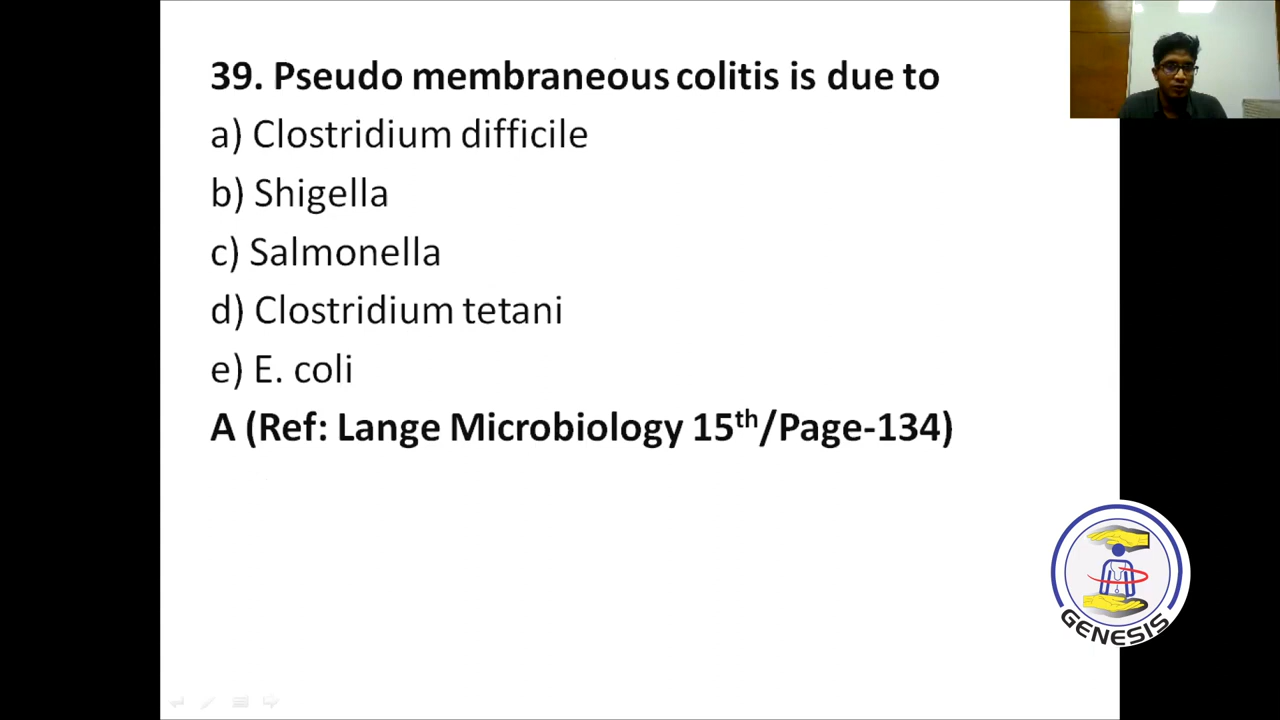 39. Pseudo membraneous colitis is due to
a) Clostridium difficile
b) Shigella
c) Salmonella
d) Clostridium tetani
e) E. coli
A (Ref: Lange Microbiology 15th/Page-134)
GENESIS